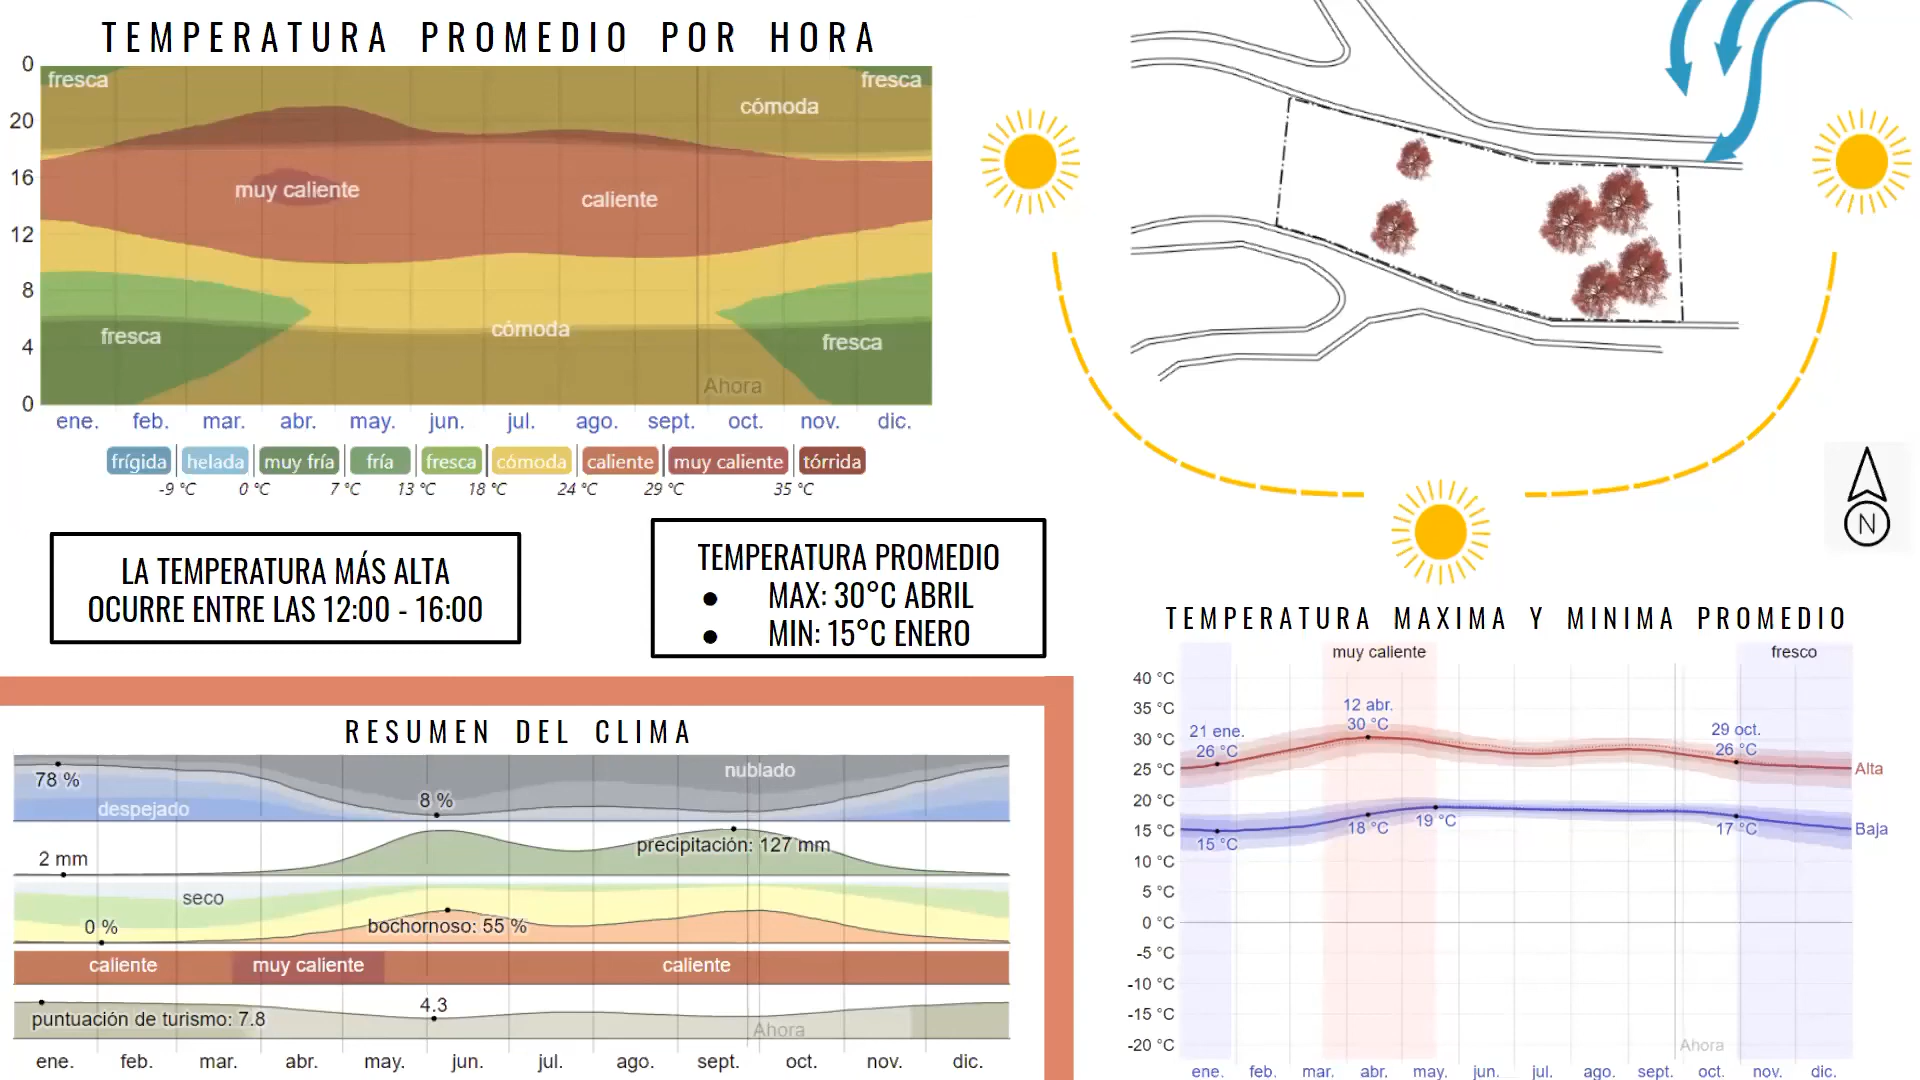 TEMPERATURA PROMEDIO POR HORA
0
20
16
12
8
4
0
fresca
fresca
cómoda
muy caliente
caliente
fresca
cómoda
fresca
Ahora
ene. feb. mar. abr. may. jun. jul. ago. sept. oct. nov. dic.
frígida helada muy fría fría fresca cómoda caliente muy caliente tórrida
-9 °C 0 °C 7 °C 13 °C 18 °C 24 °C 29 °C 35 °C
LA TEMPERATURA MÁS ALTA
OCURRE ENTRE LAS 12:00 - 16:00
TEMPERATURA PROMEDIO
● MAX: 30°C ABRIL
● MIN: 15°C ENERO
N
RESUMEN DEL CLIMA
nublado
78 %
despejado
8 %
2 mm
precipitación: 127 mm
seco
0 %
bochornoso: 55 %
caliente muy caliente caliente
4.3
puntuación de turismo: 7.8
Ahora
ene. feb. mar. abr. may. jun. jul. ago. sept. oct. nov. dic.
TEMPERATURA MAXIMA Y MINIMA PROMEDIO
muy caliente fresco
40 °C
35 °C
30 °C
25 °C
20 °C
15 °C
10 °C
5 °C
0 °C
-5 °C
-10 °C
-15 °C
-20 °C
21 ene.
26 °C
12 abr.
30 °C
29 oct.
26 °C
Alta
15 °C
18 °C
19 °C
17 °C
Baja
Ahora
ene. feb. mar. abr. may. jun. jul. ago. sept. oct. nov. dic.